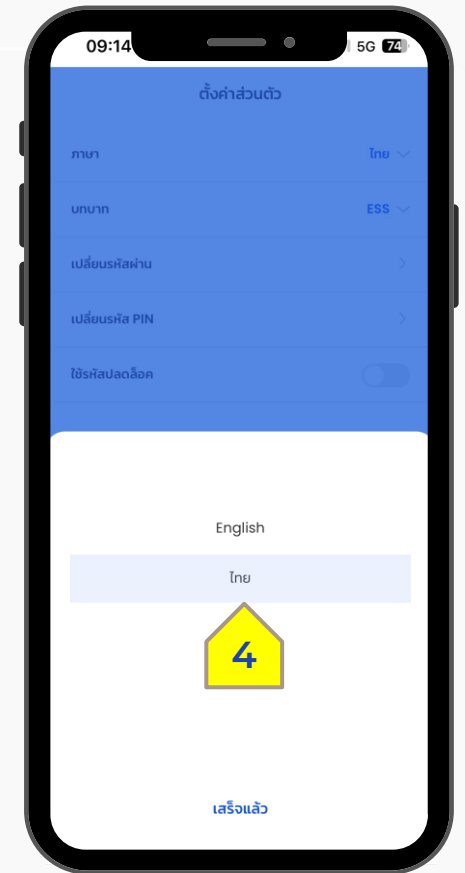 09:14 5G 74
ตั้งค่าส่วนตัว
ภาษา ไทย
บทบาท ESS
เปลี่ยนรหัสผ่าน
เปลี่ยนรหัส PIN
ใช้รหัสปลดล็อค
English
ไทย
4
เสร็จแล้ว